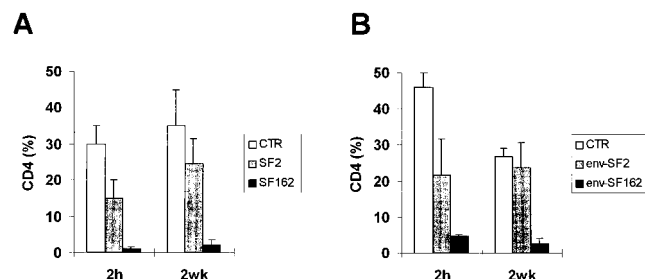 A
CD4 (%)
50
40
30
20
10
0
2h
2wk
CTR
SF2
SF162
B
CD4 (%)
50
40
30
20
10
0
2h
2wk
CTR
env-SF2
env-SF162